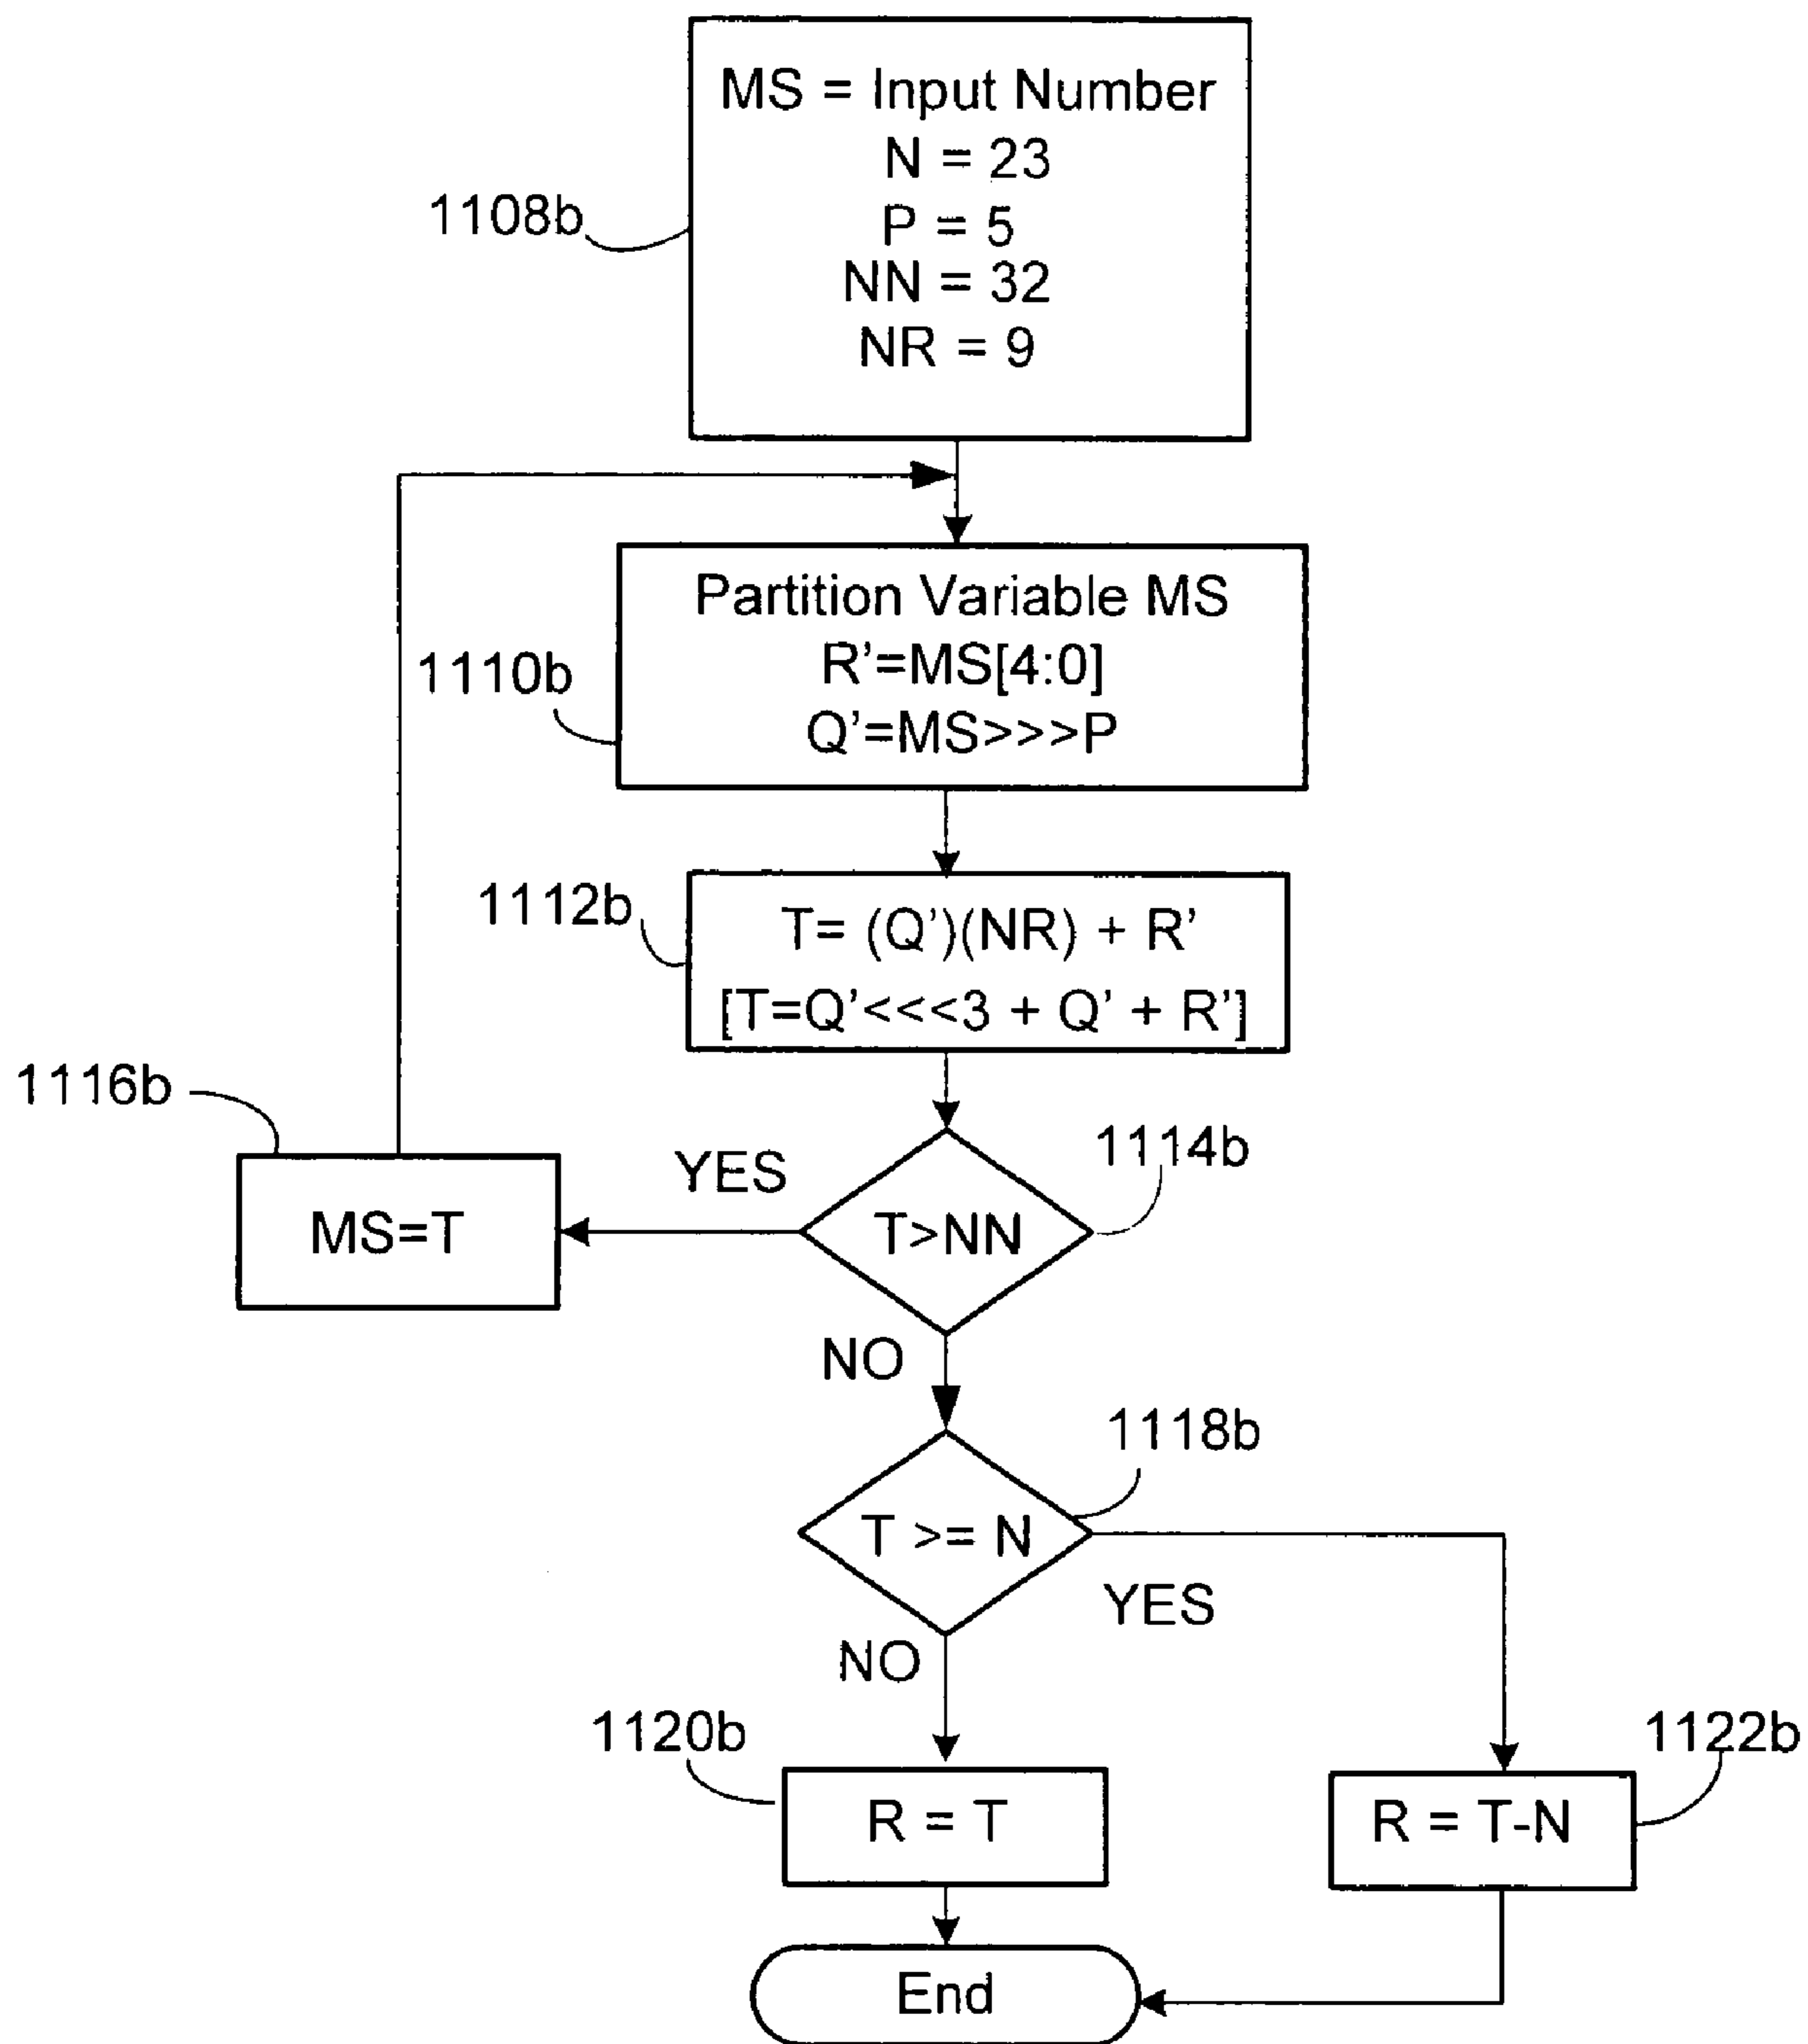 MS = Input Number
N = 23
P = 5
NN = 32
NR = 9
1108b
Partition Variable MS
R'=MS[4:0]
Q'=MS>>>P
1110b
1112b
T= (Q')(NR) + R'
[T=Q'<<<3 + Q' + R']
1116b
YES
1114b
MS=T
T>NN
NO
1118b
T >= N
YES
NO
1120b
1122b
R = T
R = T-N
End